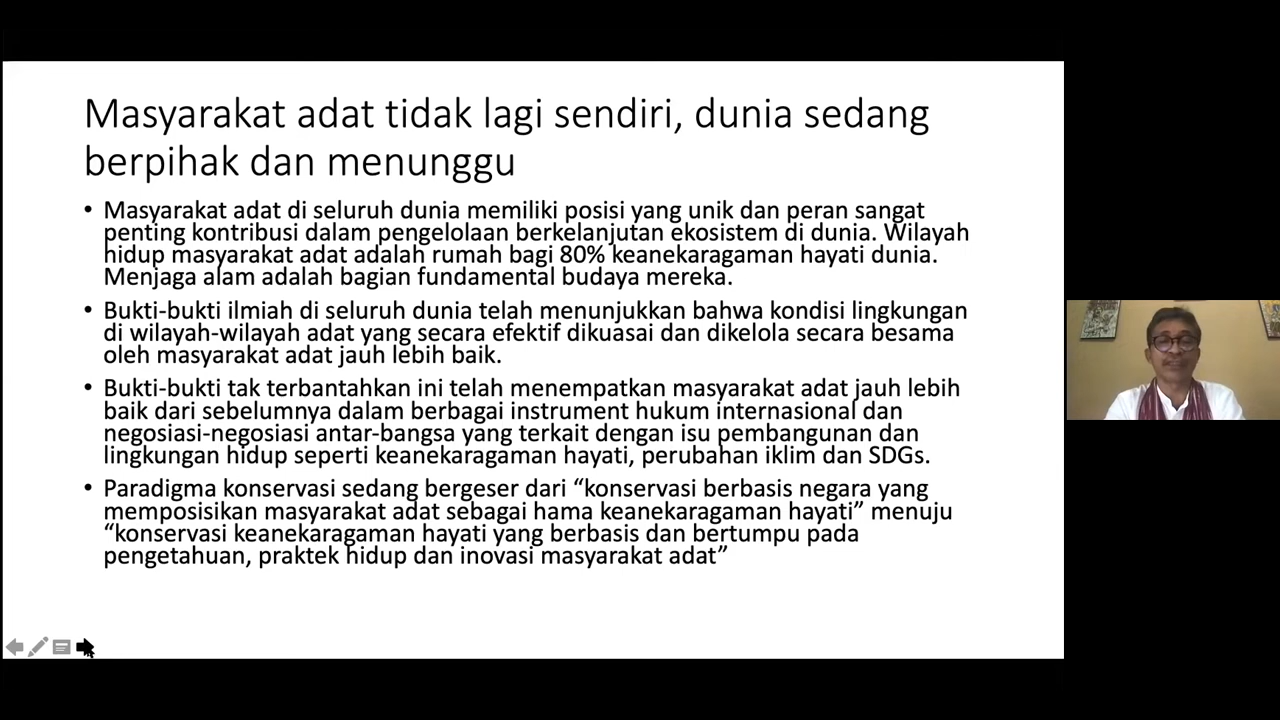 Masyarakat adat tidak lagi sendiri, dunia sedang
berpihak dan menunggu
• Masyarakat adat di seluruh dunia memiliki posisi yang unik dan peran sangat
penting kontribusi dalam pengelolaan berkelanjutan ekosistem di dunia. Wilayah
hidup masyarakat adat adalah rumah bagi 80% keanekaragaman hayati dunia.
Menjaga alam adalah bagian fundamental budaya mereka.
• Bukti-bukti ilmiah di seluruh dunia telah menunjukkan bahwa kondisi lingkungan
di wilayah-wilayah adat yang secara efektif dikuasai dan dikelola secara besama
oleh masyarakat adat jauh lebih baik.
• Bukti-bukti tak terbantahkan ini telah menempatkan masyarakat adat jauh lebih
baik dari sebelumnya dalam berbagai instrument hukum internasional dan
negosiasi-negosiasi antar-bangsa yang terkait dengan isu pembangunan dan
lingkungan hidup seperti keanekaragaman hayati, perubahan iklim dan SDGs.
• Paradigma konservasi sedang bergeser dari “konservasi berbasis negara yang
memposisikan masyarakat adat sebagai hama keanekaragaman hayati” menuju
“konservasi keanekaragaman hayati yang berbasis dan bertumpu pada
pengetahuan, praktek hidup dan inovasi masyarakat adat”